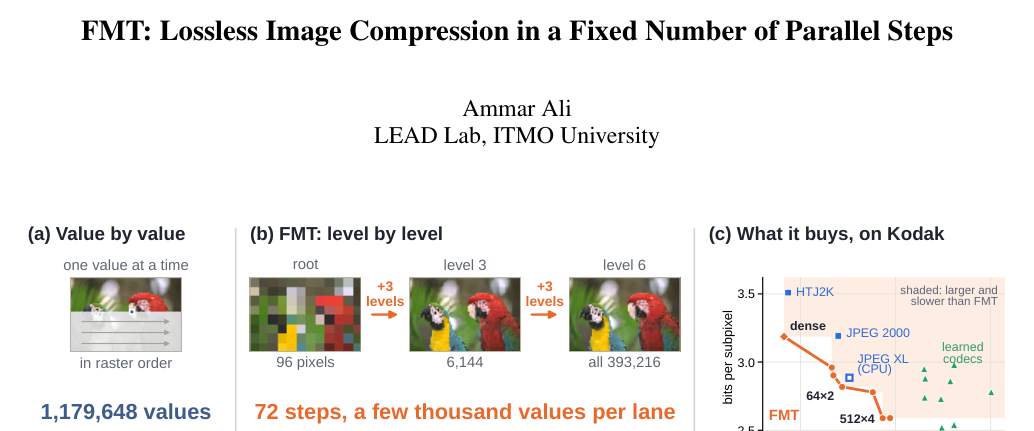 FMT: Lossless Image Compression in a Fixed Number of Parallel Steps
Ammar Ali
LEAD Lab, ITMO University
(a) Value by value
one value at a time
in raster order
1,179,648 values
(b) FMT: level by level
root
96 pixels
+3
levels
level 3
6,144
+3
levels
level 6
all 393,216
72 steps, a few thousand values per lane
(c) What it buys, on Kodak
bits per subpixel
3.5
3.0
2.5
HTJ2K
shaded: larger and
slower than FMT
dense
JPEG 2000
JPEG XL
(CPU)
learned
codecs
64×2
FMT
512×4